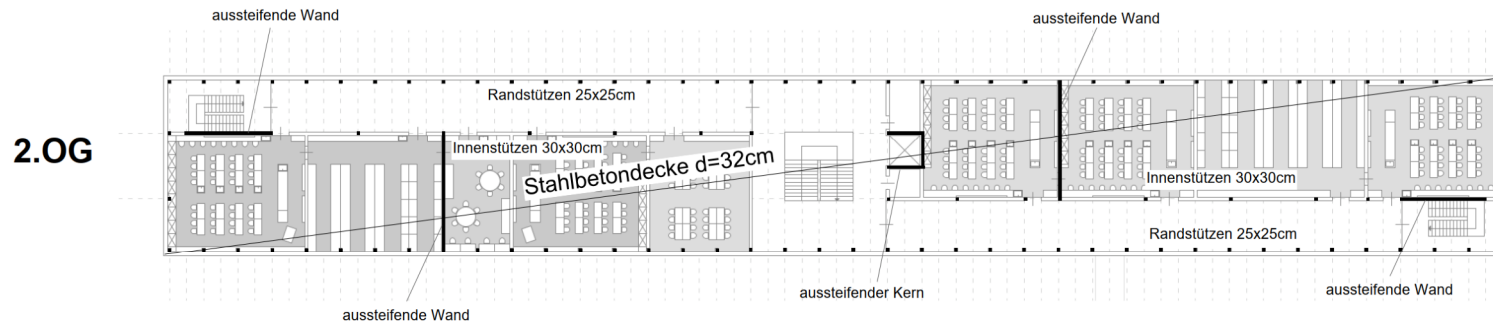 aussteifende Wand
aussteifende Wand
Randstützen 25x25cm
2.OG
Innenstützen 30x30cm
Stahlbetondecke d=32cm
Innenstützen 30x30cm
Randstützen 25x25cm
aussteifender Kern
aussteifende Wand
aussteifende Wand